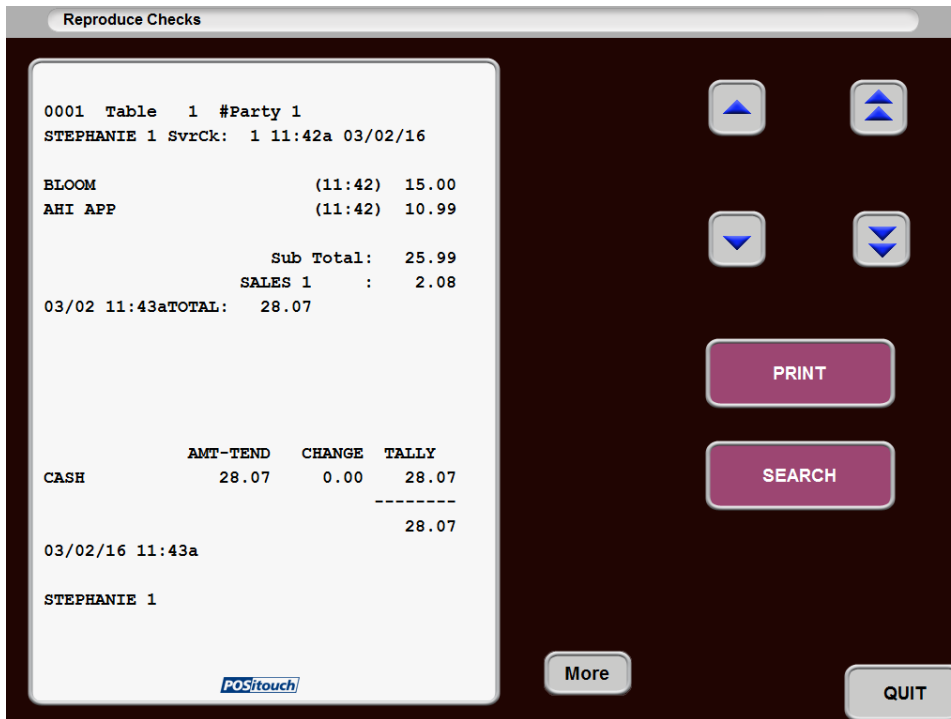 Reproduce Checks
0001 Table 1 #Party 1
STEPHANIE 1 SvrCk: 1 11:42a 03/02/16
BLOOM (11:42) 15.00
AHI APP (11:42) 10.99
Sub Total: 25.99
SALES 1 : 2.08
03/02 11:43aTOTAL: 28.07
AMT-TEND CHANGE TALLY
CASH 28.07 0.00 28.07
--------
28.07
03/02/16 11:43a
STEPHANIE 1
POSitouch
PRINT
SEARCH
More
QUIT